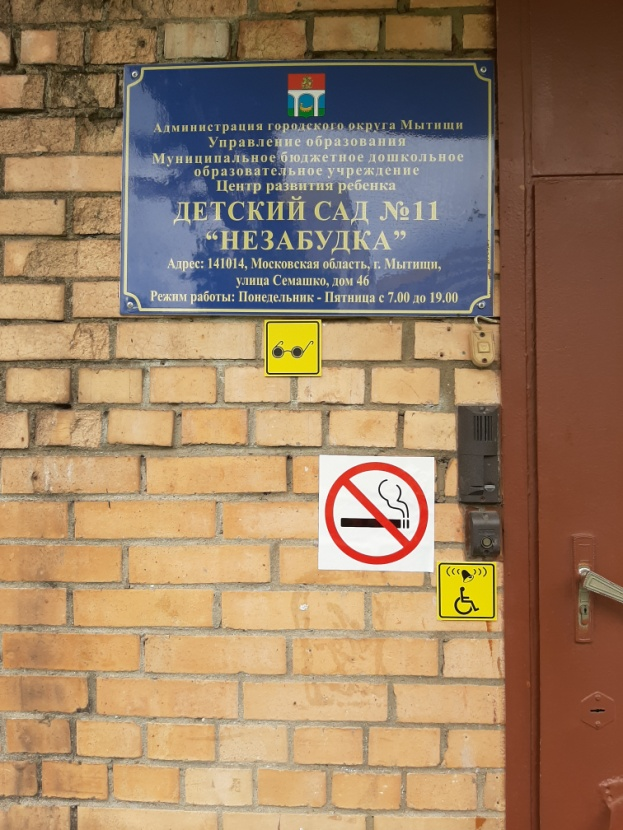 Администрация городского округа Мытищи
Управление образования
Муниципальное бюджетное дошкольное
образовательное учреждение
Центр развития ребенка
ДЕТСКИЙ САД №11
“НЕЗАБУДКА”
Адрес: 141014, Московская область, г. Мытищи,
улица Семашко, дом 46
Режим работы: Понедельник - Пятница с 7.00 до 19.00